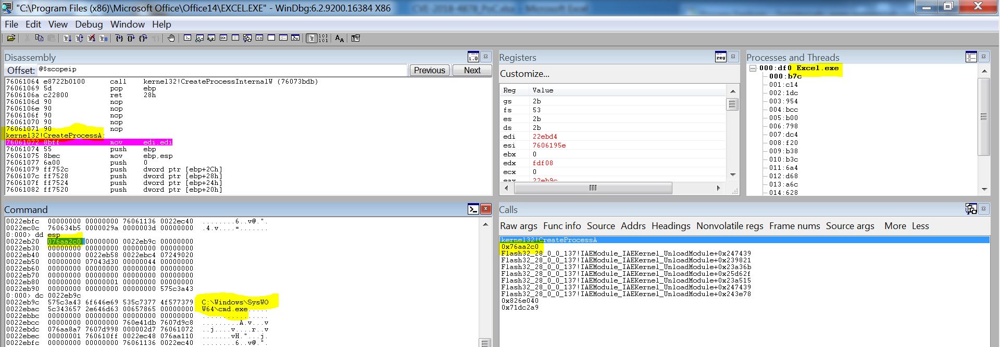 "C:\Program Files (x86)\Microsoft Office\Office14\EXCEL.EXE" - WinDbg:6.2.9200.16384 X86
File Edit View Debug Window Help
Disassembly
Offset: @$scopeip Previous Next
76061064 e8722b0100 call kernel32!CreateProcessInternalW (76073bdb)
76061069 5d pop ebp
7606106a c22800 ret 28h
7606106d 90 nop
7606106e 90 nop
7606106f 90 nop
76061070 90 nop
76061071 90 nop
kernel32!CreateProcessA:
76061072 8bff mov edi,edi
76061074 55 push ebp
76061075 8bec mov ebp,esp
76061077 6a00 push 0
76061079 ff752c push dword ptr [ebp+2Ch]
7606107c ff7528 push dword ptr [ebp+28h]
7606107f ff7524 push dword ptr [ebp+24h]
76061082 ff7520 push dword ptr [ebp+20h]
Registers
Customize...
Reg Value
gs 2b
fs 53
es 2b
ds 2b
edi 22ebd4
esi 7606195e
ebx 0
edx fdf08
ecx 0
eax 22eb9c
Processes and Threads
000:df0 Excel.exe
000:b7c
001:c14
002:1dc
003:954
004:bcc
005:b00
006:798
007:dc4
008:f20
009:b38
010:b3c
011:6a4
012:d68
013:a6c
014:628
Command
0022ebfc 00000000 00000000 76061136 0022ec40 ........6..v@.".
0022ec0c 760634b5 0000029a 0000003d 00000000 .4.v....=.......
0:000> dd esp
0022eb20 076aa2c0 00000000 0022eb9c 00000000
0022eb30 00000000 00000000 00000000 00000000
0022eb40 00000000 0022eb58 0022ebc4 07249020
0022eb50 00000000 07043d30 00000044 00000000
0022eb60 00000000 00000000 00000000 00000000
0022eb70 00000000 00000000 00000000 00000000
0022eb80 00000000 00000001 00000000 00000000
0022eb90 00000000 00000000 00000000 575c3a43
0:000> dc 0022eb9c
0022eb9c 575c3a43 6f646e69 535c7377 4f577379 C:\Windows\SysWO
0022ebac 5c343657 2e646d63 00657865 00000000 W64\cmd.exe.....
0022ebbc 00000000 00000000 00000000 00000000 ................
0022ebcc 00000000 00000000 760e41db 7607d9c8 .........A.v...v
0022ebdc 076aa8a7 7607d998 000002d7 76061072 ..j....v....r..v
0022ebec 00000001 760610ff 0022ec48 076aa110 .......vH."...j.
0022ebfc 00000000 00000000 76061136 0022ec40 ........6..v@.".
Calls
Raw args Func info Source Addrs Headings Nonvolatile regs Frame nums Source args More Less
kernel32!CreateProcessA
0x76aa2c0
Flash32_28_0_0_137!IAEModule_IAEKernel_UnloadModule+0x247439
Flash32_28_0_0_137!IAEModule_IAEKernel_UnloadModule+0x239821
Flash32_28_0_0_137!IAEModule_IAEKernel_UnloadModule+0x23a36b
Flash32_28_0_0_137!IAEModule_IAEKernel_UnloadModule+0x25d62f
Flash32_28_0_0_137!IAEModule_IAEKernel_UnloadModule+0x23a515
Flash32_28_0_0_137!IAEModule_IAEKernel_UnloadModule+0x247439
Flash32_28_0_0_137!IAEModule_IAEKernel_UnloadModule+0x243e78
0x826e040
0x71dc2a9